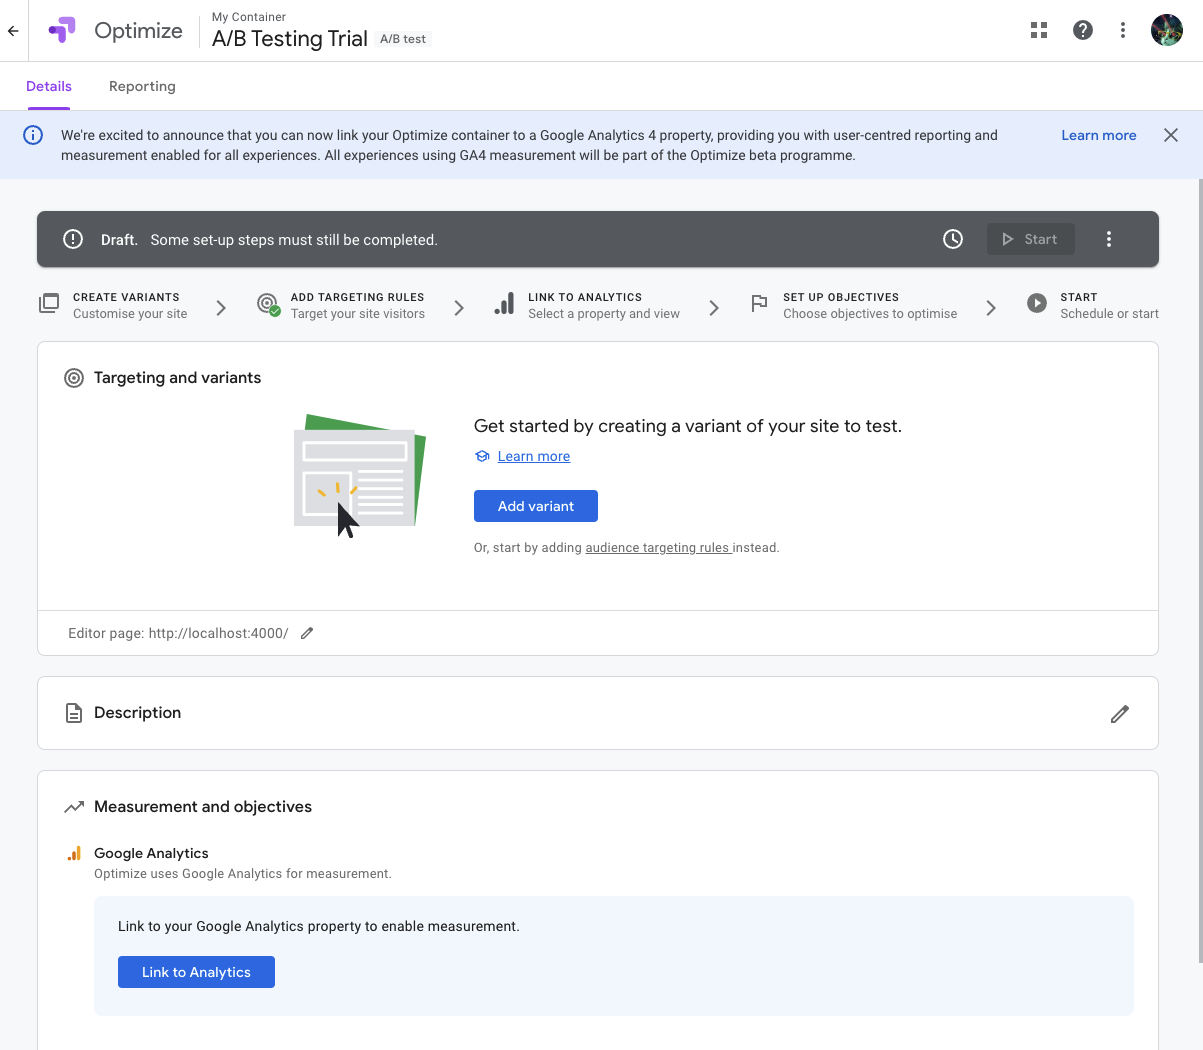 Optimize
My Container
A/B Testing Trial A/B test
Details Reporting
We're excited to announce that you can now link your Optimize container to a Google Analytics 4 property, providing you with user-centred reporting and
measurement enabled for all experiences. All experiences using GA4 measurement will be part of the Optimize beta programme.
Learn more
Draft. Some set-up steps must still be completed.
Start
CREATE VARIANTS
Customise your site
ADD TARGETING RULES
Target your site visitors
LINK TO ANALYTICS
Select a property and view
SET UP OBJECTIVES
Choose objectives to optimise
START
Schedule or start
Targeting and variants
Get started by creating a variant of your site to test.
Learn more
Add variant
Or, start by adding audience targeting rules instead.
Editor page: http://localhost:4000/
Description
Measurement and objectives
Google Analytics
Optimize uses Google Analytics for measurement.
Link to your Google Analytics property to enable measurement.
Link to Analytics